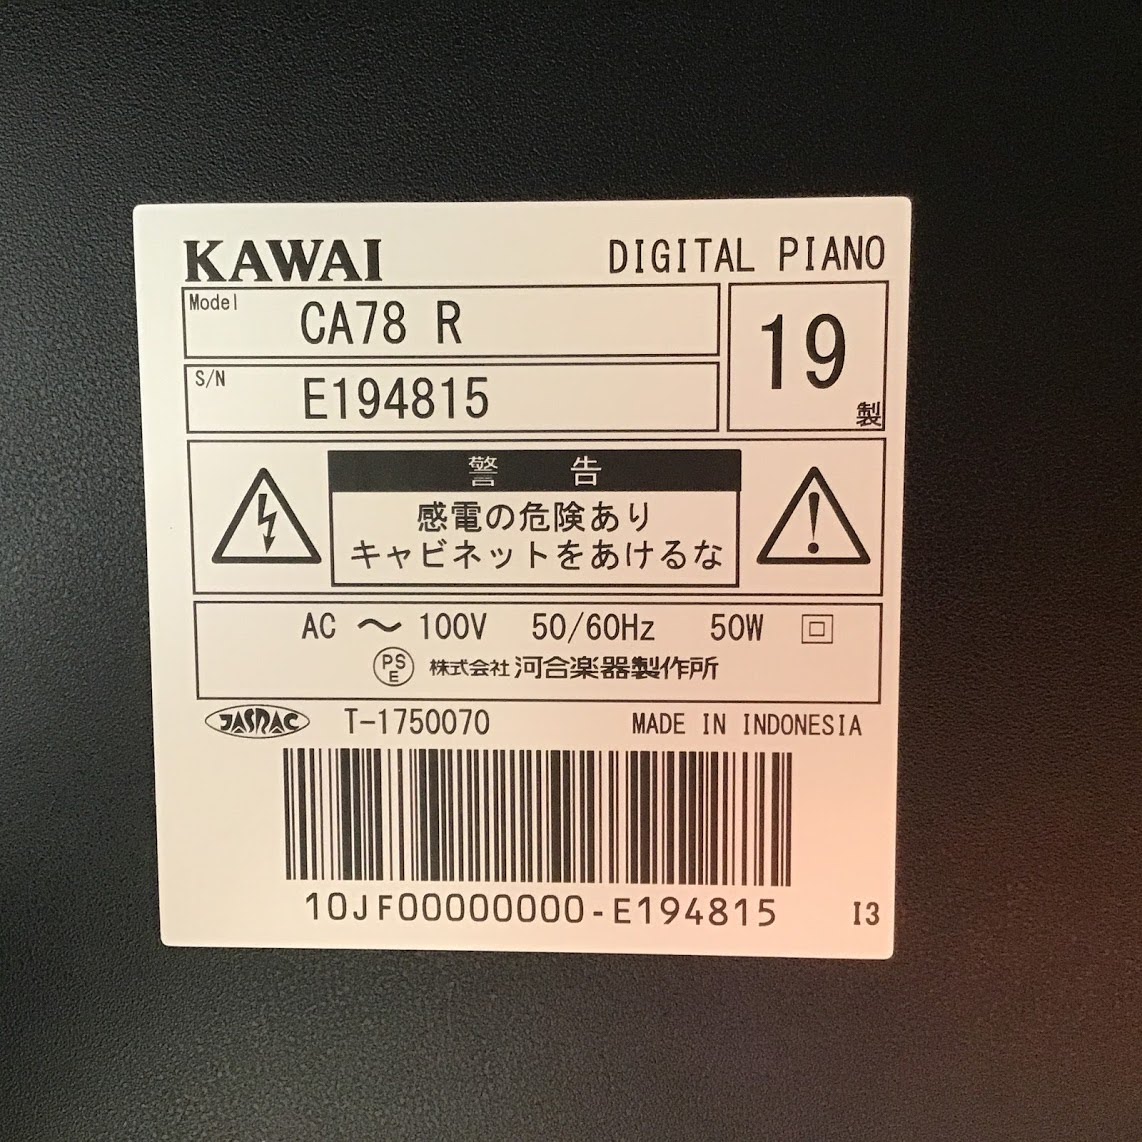 KAWAI DIGITAL PIANO
Model CA78 R
19 製
S/N E194815
警 告
感電の危険あり
キャビネットをあけるな
AC 〜 100V 50/60Hz 50W
PS E 株式会社 河合楽器製作所
JASRAC T-1750070 MADE IN INDONESIA
10JF00000000-E194815 I3